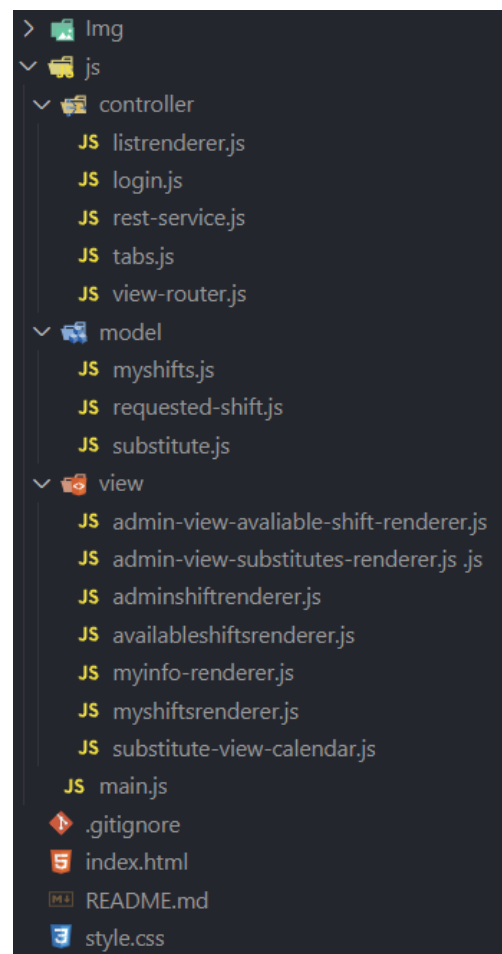 Img
js
controller
JS listrenderer.js
JS login.js
JS rest-service.js
JS tabs.js
JS view-router.js
model
JS myshifts.js
JS requested-shift.js
JS substitute.js
view
JS admin-view-avaliable-shift-renderer.js
JS admin-view-substitutes-renderer.js .js
JS adminshiftrenderer.js
JS availableshiftsrenderer.js
JS myinfo-renderer.js
JS myshiftsrenderer.js
JS substitute-view-calendar.js
JS main.js
.gitignore
5 index.html
M↓ README.md
3 style.css